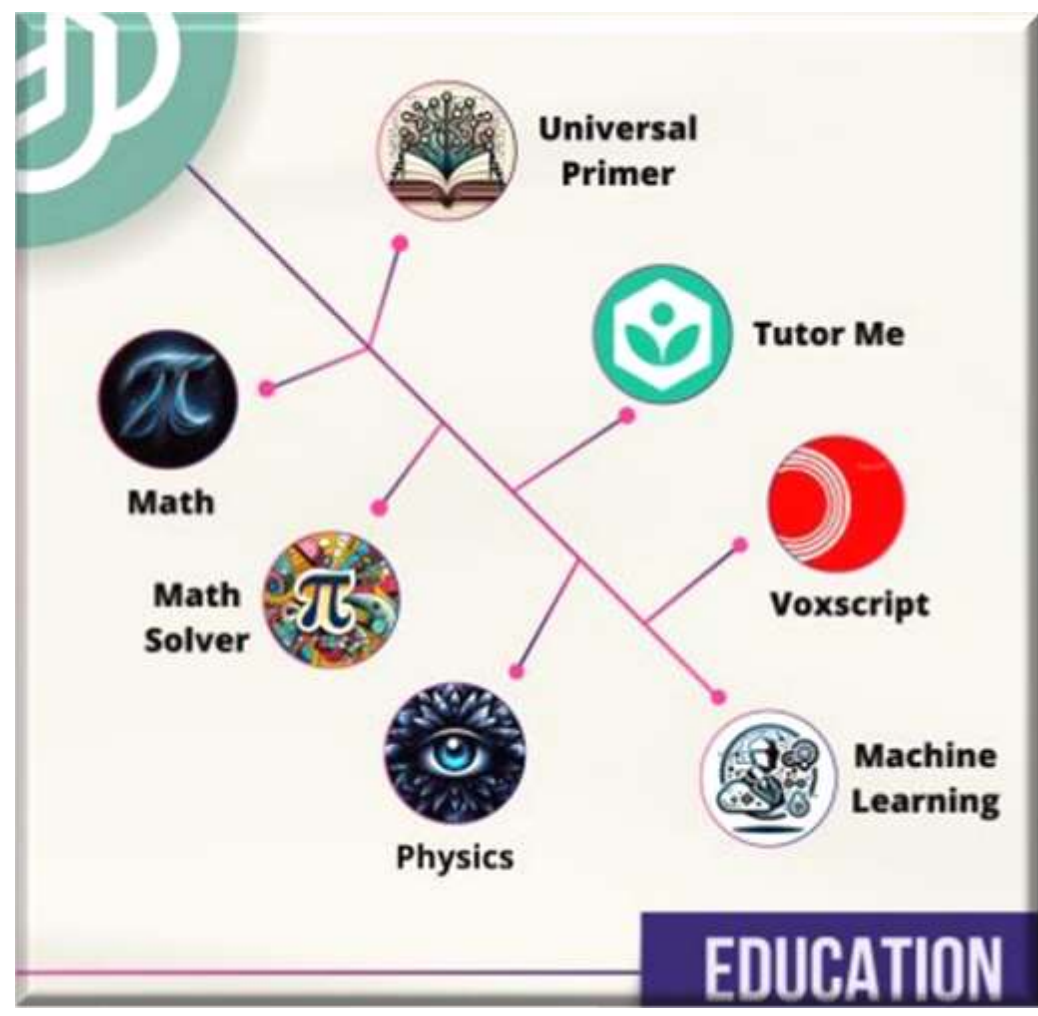 Universal
Primer
Tutor Me
Math
Voxscript
Math
Solver
Machine
Learning
Physics
EDUCATION